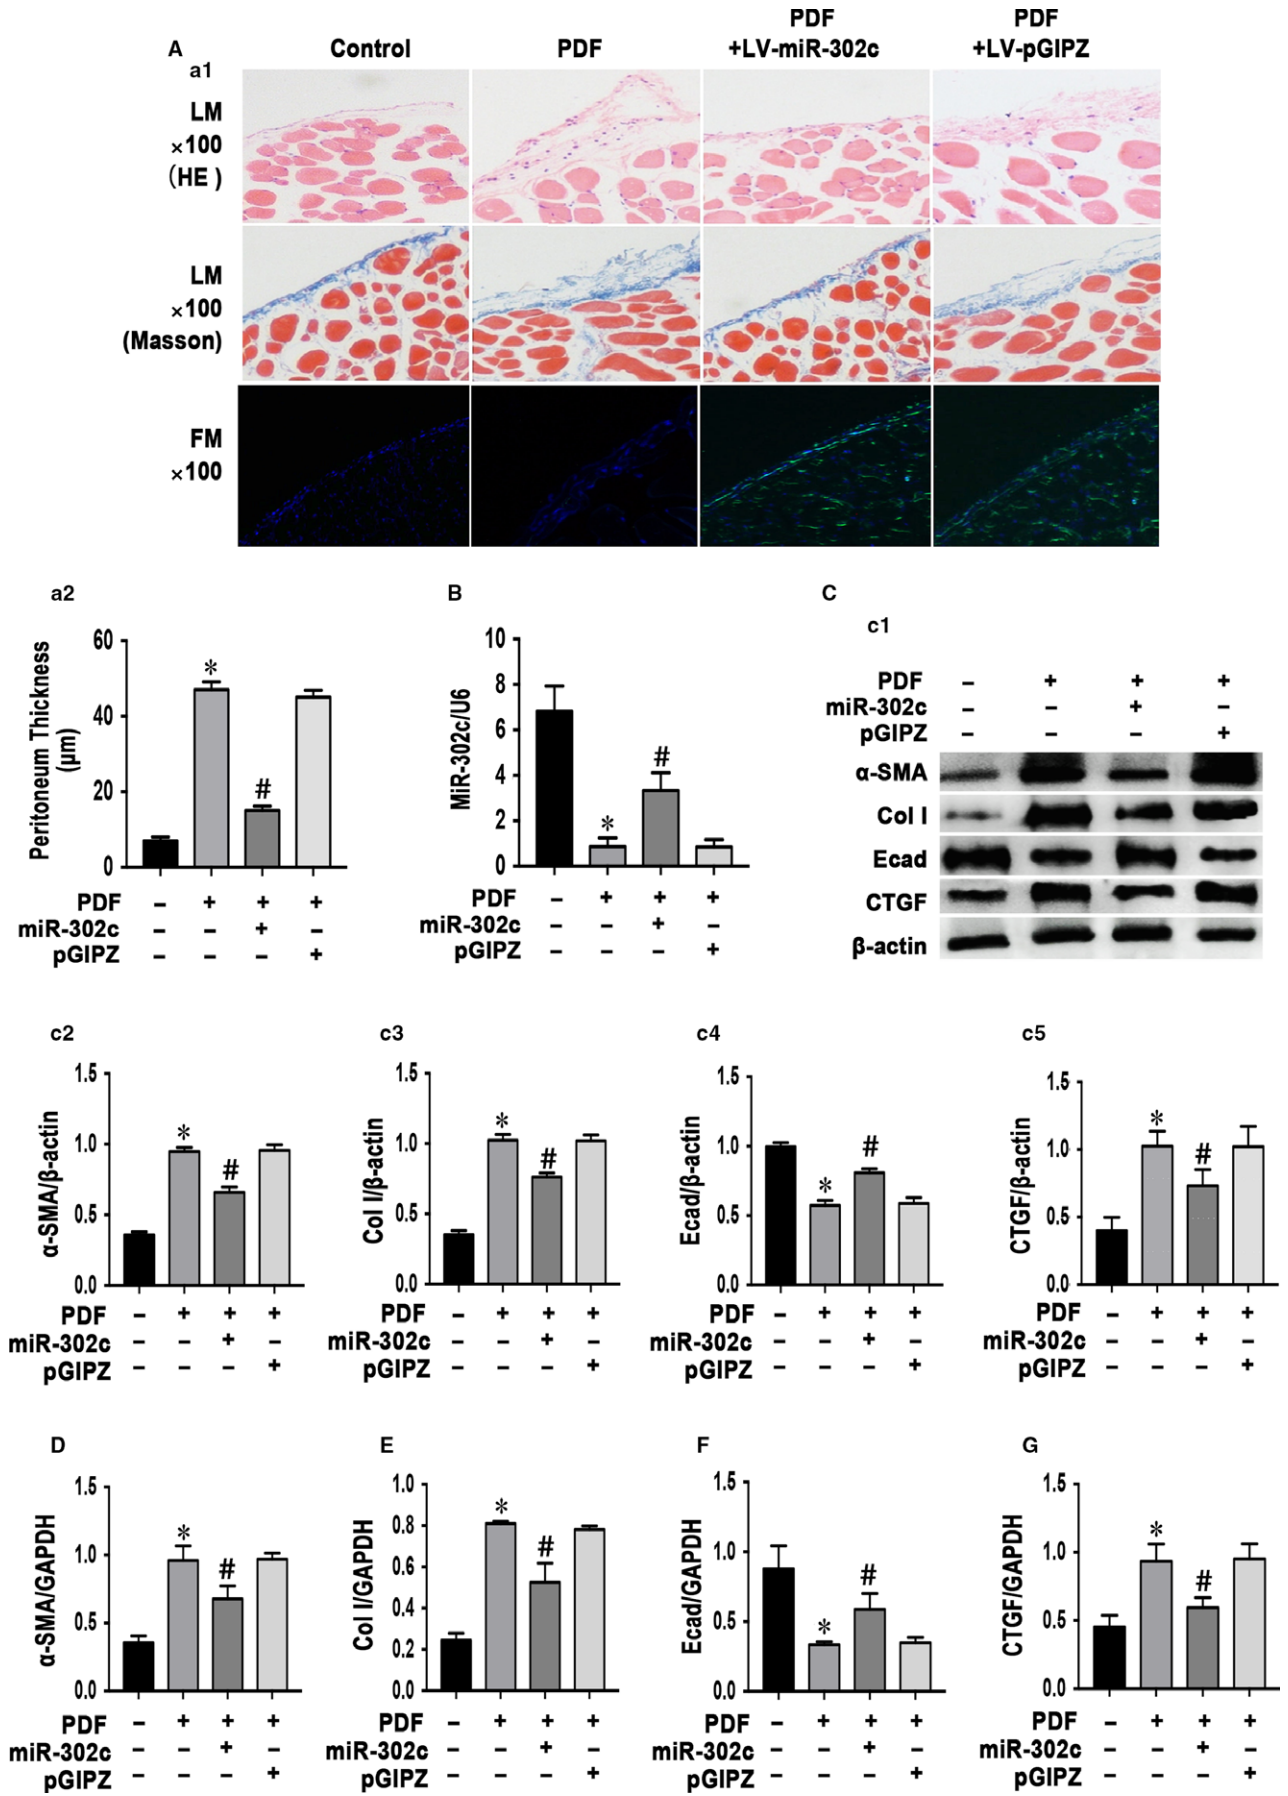 PDF PDF
A Control PDF +LV-miR-302c +LV-pGIPZ
a1
LM
×100
(HE )
LM
×100
(Masson)
FM
×100
a2
Peritoneum Thickness
(μm)
60
40
20
0
*
#
PDF − + + +
miR-302c − − + −
pGIPZ − − − +
B
MiR-302c/U6
10
8
6
4
2
0
*
#
PDF − + + +
miR-302c − − + −
pGIPZ − − − +
C
c1
PDF − + + +
miR-302c − − + −
pGIPZ − − − +
α-SMA
Col I
Ecad
CTGF
β-actin
c2
α-SMA/β-actin
1.5
1.0
0.5
0.0
*
#
PDF − + + +
miR-302c − − + −
pGIPZ − − − +
c3
Col I/β-actin
1.5
1.0
0.5
0.0
*
#
PDF − + + +
miR-302c − − + −
pGIPZ − − − +
c4
Ecad/β-actin
1.5
1.0
0.5
0.0
*
#
PDF − + + +
miR-302c − − + −
pGIPZ − − − +
c5
CTGF/β-actin
1.5
1.0
0.5
0.0
*
#
PDF − + + +
miR-302c − − + −
pGIPZ − − − +
D
α-SMA/GAPDH
1.5
1.0
0.5
0.0
*
#
PDF − + + +
miR-302c − − + −
pGIPZ − − − +
E
Col I/GAPDH
1.0
0.8
0.6
0.4
0.2
0.0
*
#
PDF − + + +
miR-302c − − + −
pGIPZ − − − +
F
Ecad/GAPDH
1.5
1.0
0.5
0.0
*
#
PDF − + + +
miR-302c − − + −
pGIPZ − − − +
G
CTGF/GAPDH
1.5
1.0
0.5
0.0
*
#
PDF − + + +
miR-302c − − + −
pGIPZ − − − +